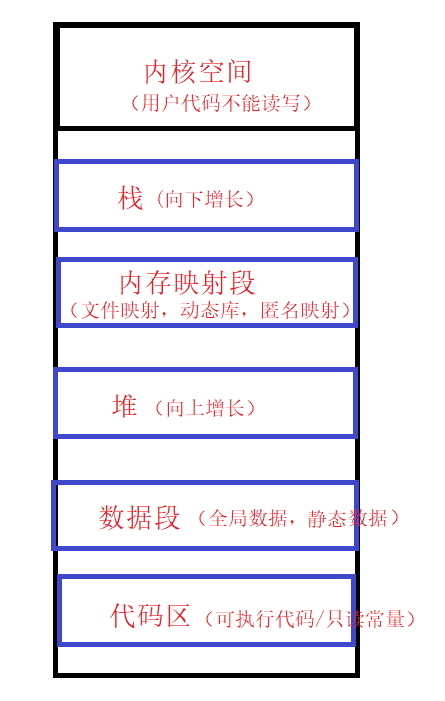 内核空间
（用户代码不能读写）
栈（向下增长）
内存映射段
（文件映射，动态库，匿名映射）
堆（向上增长）
数据段（全局数据，静态数据）
代码区（可执行代码/只读常量）